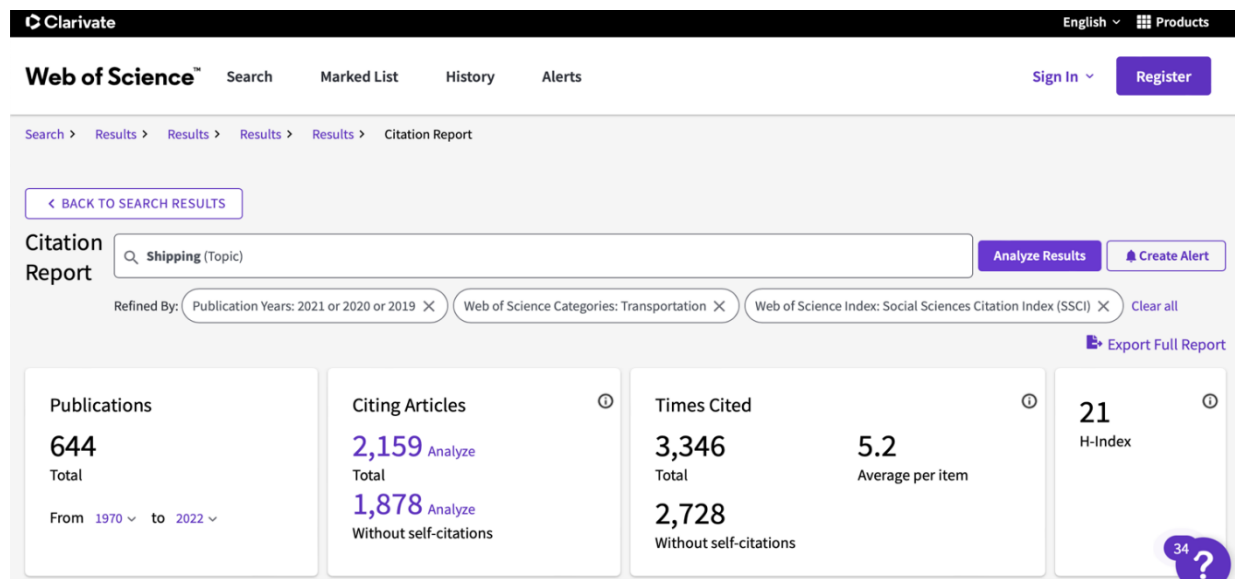 Clarivate English Products
Web of Science™ Search Marked List History Alerts Sign In Register
Search > Results > Results > Results > Results > Citation Report
< BACK TO SEARCH RESULTS
Citation Report
Shipping (Topic)
Analyze Results Create Alert
Refined By: Publication Years: 2021 or 2020 or 2019 Web of Science Categories: Transportation Web of Science Index: Social Sciences Citation Index (SSCI) Clear all
Export Full Report
Publications
644
Total
From 1970 to 2022
Citing Articles
2,159 Analyze
Total
1,878 Analyze
Without self-citations
Times Cited
3,346
Total
5.2
Average per item
2,728
Without self-citations
21
H-Index
34
?